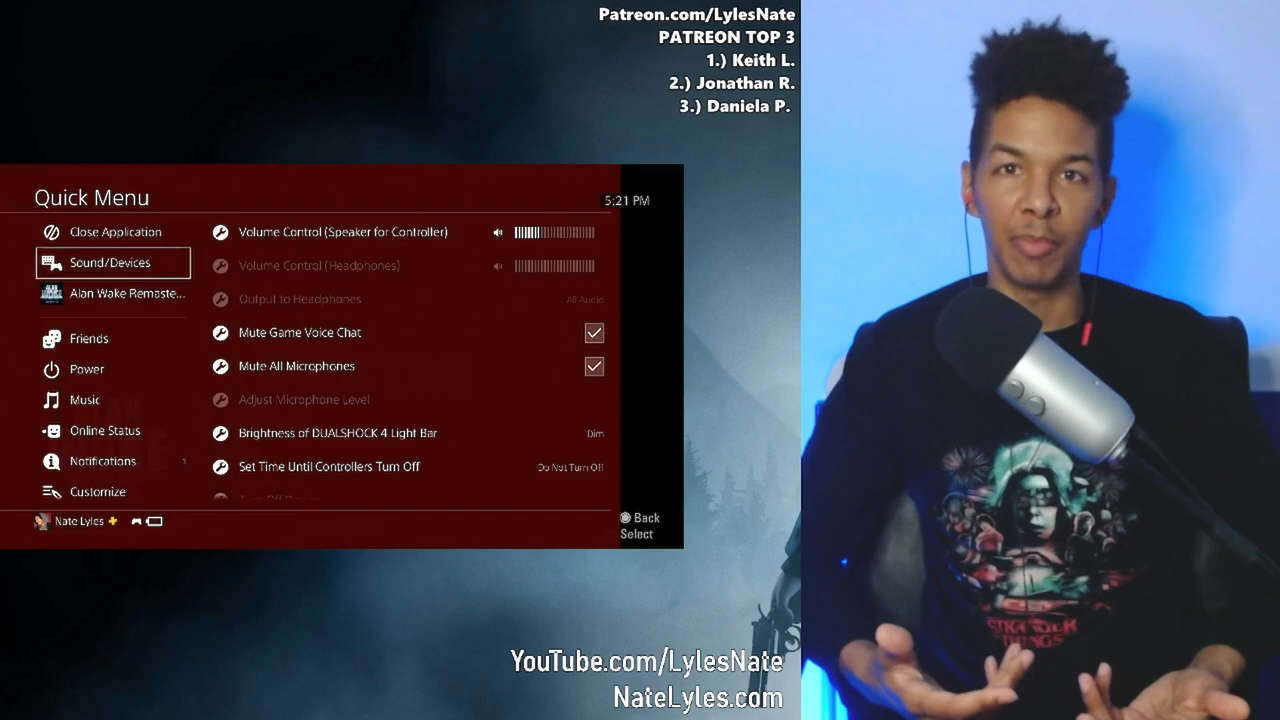 Patreon.com/LylesNate
PATREON TOP 3
1.) Keith L.
2.) Jonathan R.
3.) Daniela P.
Quick Menu
5:21 PM
Close Application
Sound/Devices
Alan Wake Remaste...
Friends
Power
Music
Online Status
Notifications 1
Customize
Volume Control (Speaker for Controller)
Volume Control (Headphones)
Output to Headphones All Audio
Mute Game Voice Chat
Mute All Microphones
Adjust Microphone Level
Brightness of DUALSHOCK 4 Light Bar Dim
Set Time Until Controllers Turn Off Do Not Turn Off
Nate Lyles
Back
Select
STRANGER
THINGS
YouTube.com/LylesNate
NateLyles.com